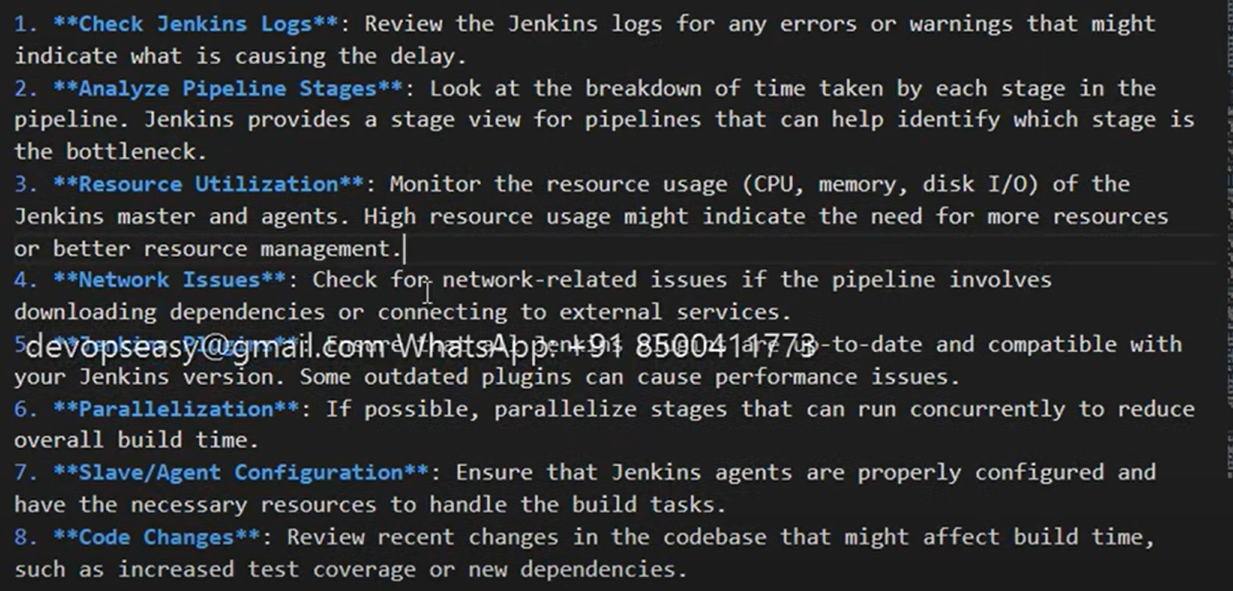 1. **Check Jenkins Logs**: Review the Jenkins logs for any errors or warnings that might
indicate what is causing the delay.
2. **Analyze Pipeline Stages**: Look at the breakdown of time taken by each stage in the
pipeline. Jenkins provides a stage view for pipelines that can help identify which stage is
the bottleneck.
3. **Resource Utilization**: Monitor the resource usage (CPU, memory, disk I/O) of the
Jenkins master and agents. High resource usage might indicate the need for more resources
or better resource management.
4. **Network Issues**: Check for network-related issues if the pipeline involves
downloading dependencies or connecting to external services.
5. **Jenkins Plugins**: Ensure that all Jenkins plugins are up-to-date and compatible with
devopseasy@gmail.com WhatsApp: +91 8500411773
your Jenkins version. Some outdated plugins can cause performance issues.
6. **Parallelization**: If possible, parallelize stages that can run concurrently to reduce
overall build time.
7. **Slave/Agent Configuration**: Ensure that Jenkins agents are properly configured and
have the necessary resources to handle the build tasks.
8. **Code Changes**: Review recent changes in the codebase that might affect build time,
such as increased test coverage or new dependencies.